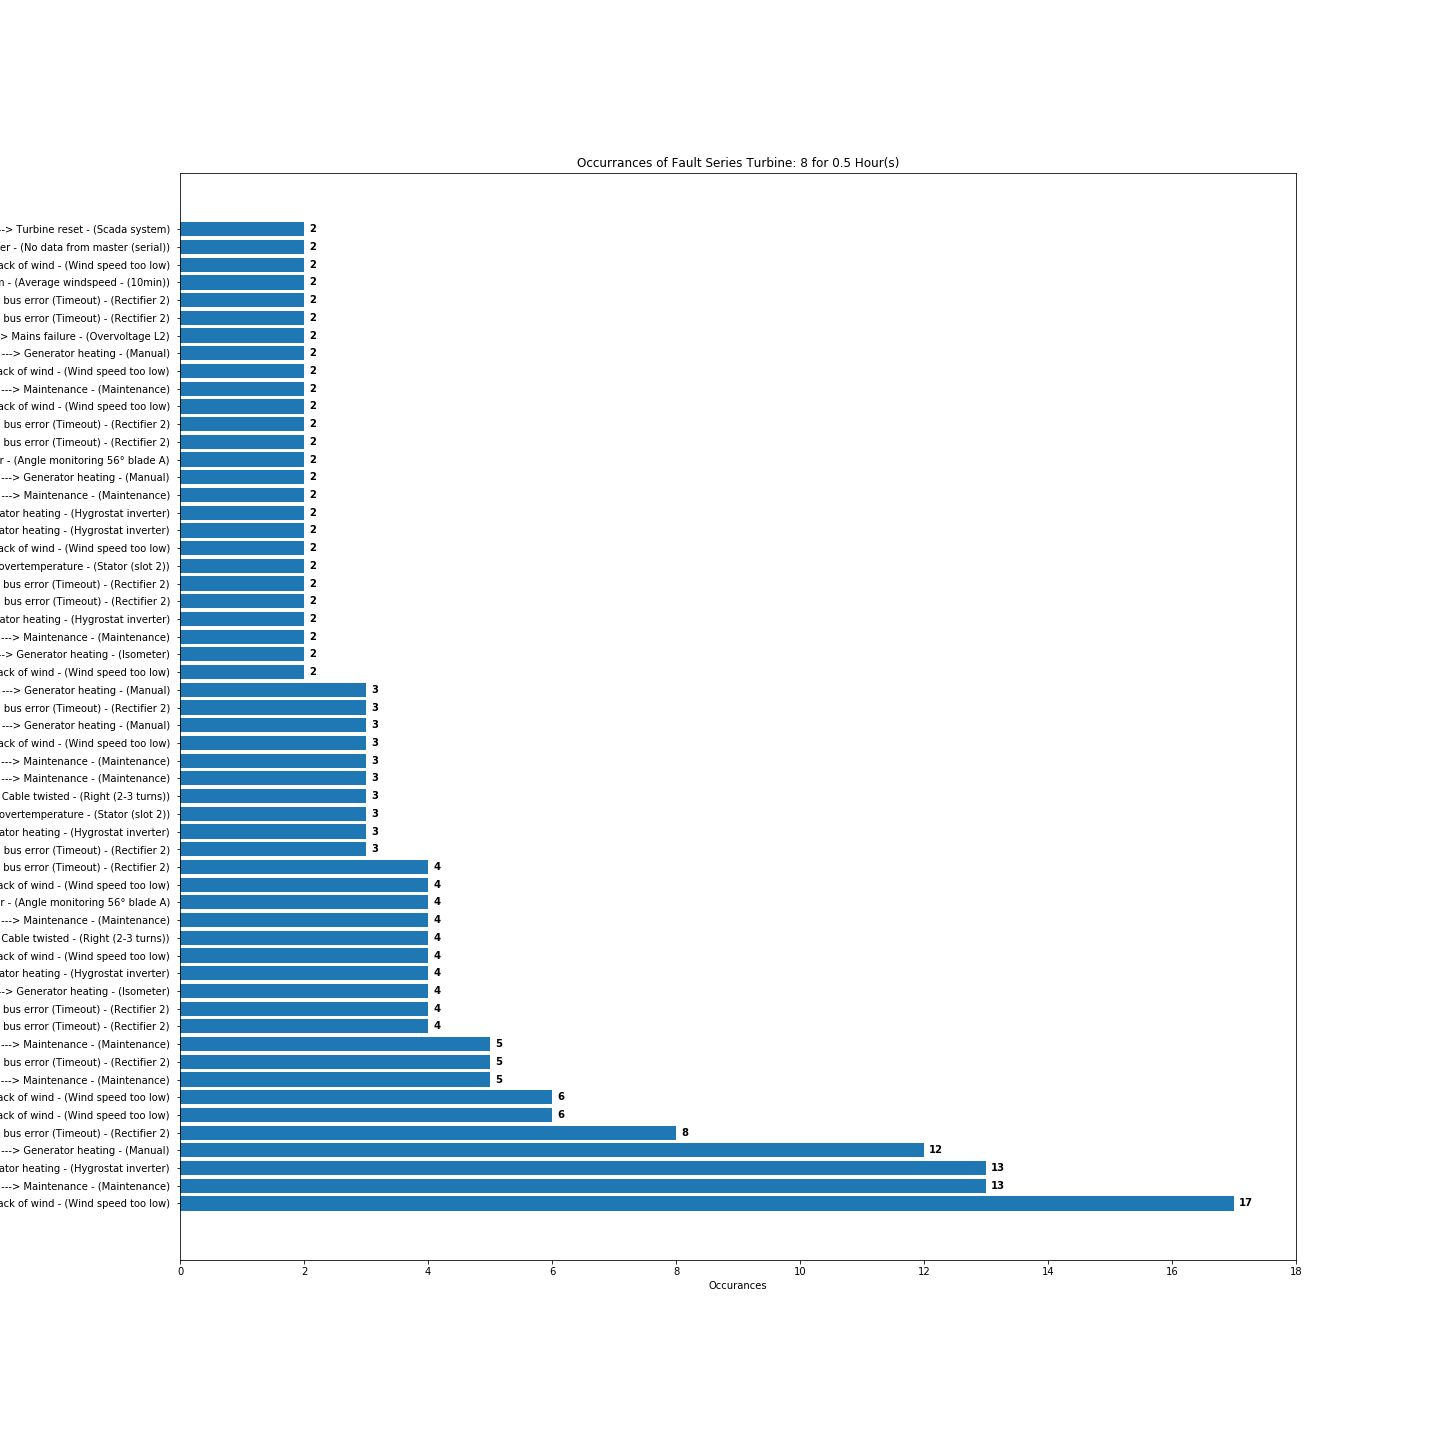 Occurrances of Fault Series Turbine: 8 for 0.5 Hour(s)
--> Turbine reset - (Scada system) 2
er - (No data from master (serial)) 2
ack of wind - (Wind speed too low) 2
n - (Average windspeed - (10min)) 2
bus error (Timeout) - (Rectifier 2) 2
bus error (Timeout) - (Rectifier 2) 2
> Mains failure - (Overvoltage L2) 2
---> Generator heating - (Manual) 2
ack of wind - (Wind speed too low) 2
---> Maintenance - (Maintenance) 2
ack of wind - (Wind speed too low) 2
bus error (Timeout) - (Rectifier 2) 2
bus error (Timeout) - (Rectifier 2) 2
r - (Angle monitoring 56° blade A) 2
---> Generator heating - (Manual) 2
---> Maintenance - (Maintenance) 2
ator heating - (Hygrostat inverter) 2
ator heating - (Hygrostat inverter) 2
ack of wind - (Wind speed too low) 2
overtemperature - (Stator (slot 2)) 2
bus error (Timeout) - (Rectifier 2) 2
bus error (Timeout) - (Rectifier 2) 2
ator heating - (Hygrostat inverter) 2
---> Maintenance - (Maintenance) 2
--> Generator heating - (Isometer) 2
ack of wind - (Wind speed too low) 2
---> Generator heating - (Manual) 3
bus error (Timeout) - (Rectifier 2) 3
---> Generator heating - (Manual) 3
ack of wind - (Wind speed too low) 3
---> Maintenance - (Maintenance) 3
---> Maintenance - (Maintenance) 3
Cable twisted - (Right (2-3 turns)) 3
overtemperature - (Stator (slot 2)) 3
ator heating - (Hygrostat inverter) 3
bus error (Timeout) - (Rectifier 2) 3
bus error (Timeout) - (Rectifier 2) 4
ack of wind - (Wind speed too low) 4
r - (Angle monitoring 56° blade A) 4
---> Maintenance - (Maintenance) 4
Cable twisted - (Right (2-3 turns)) 4
ack of wind - (Wind speed too low) 4
ator heating - (Hygrostat inverter) 4
--> Generator heating - (Isometer) 4
bus error (Timeout) - (Rectifier 2) 4
bus error (Timeout) - (Rectifier 2) 4
---> Maintenance - (Maintenance) 5
bus error (Timeout) - (Rectifier 2) 5
---> Maintenance - (Maintenance) 5
ack of wind - (Wind speed too low) 6
ack of wind - (Wind speed too low) 6
bus error (Timeout) - (Rectifier 2) 8
---> Generator heating - (Manual) 12
ator heating - (Hygrostat inverter) 13
---> Maintenance - (Maintenance) 13
ack of wind - (Wind speed too low) 17
0 2 4 6 8 10 12 14 16 18
Occurances